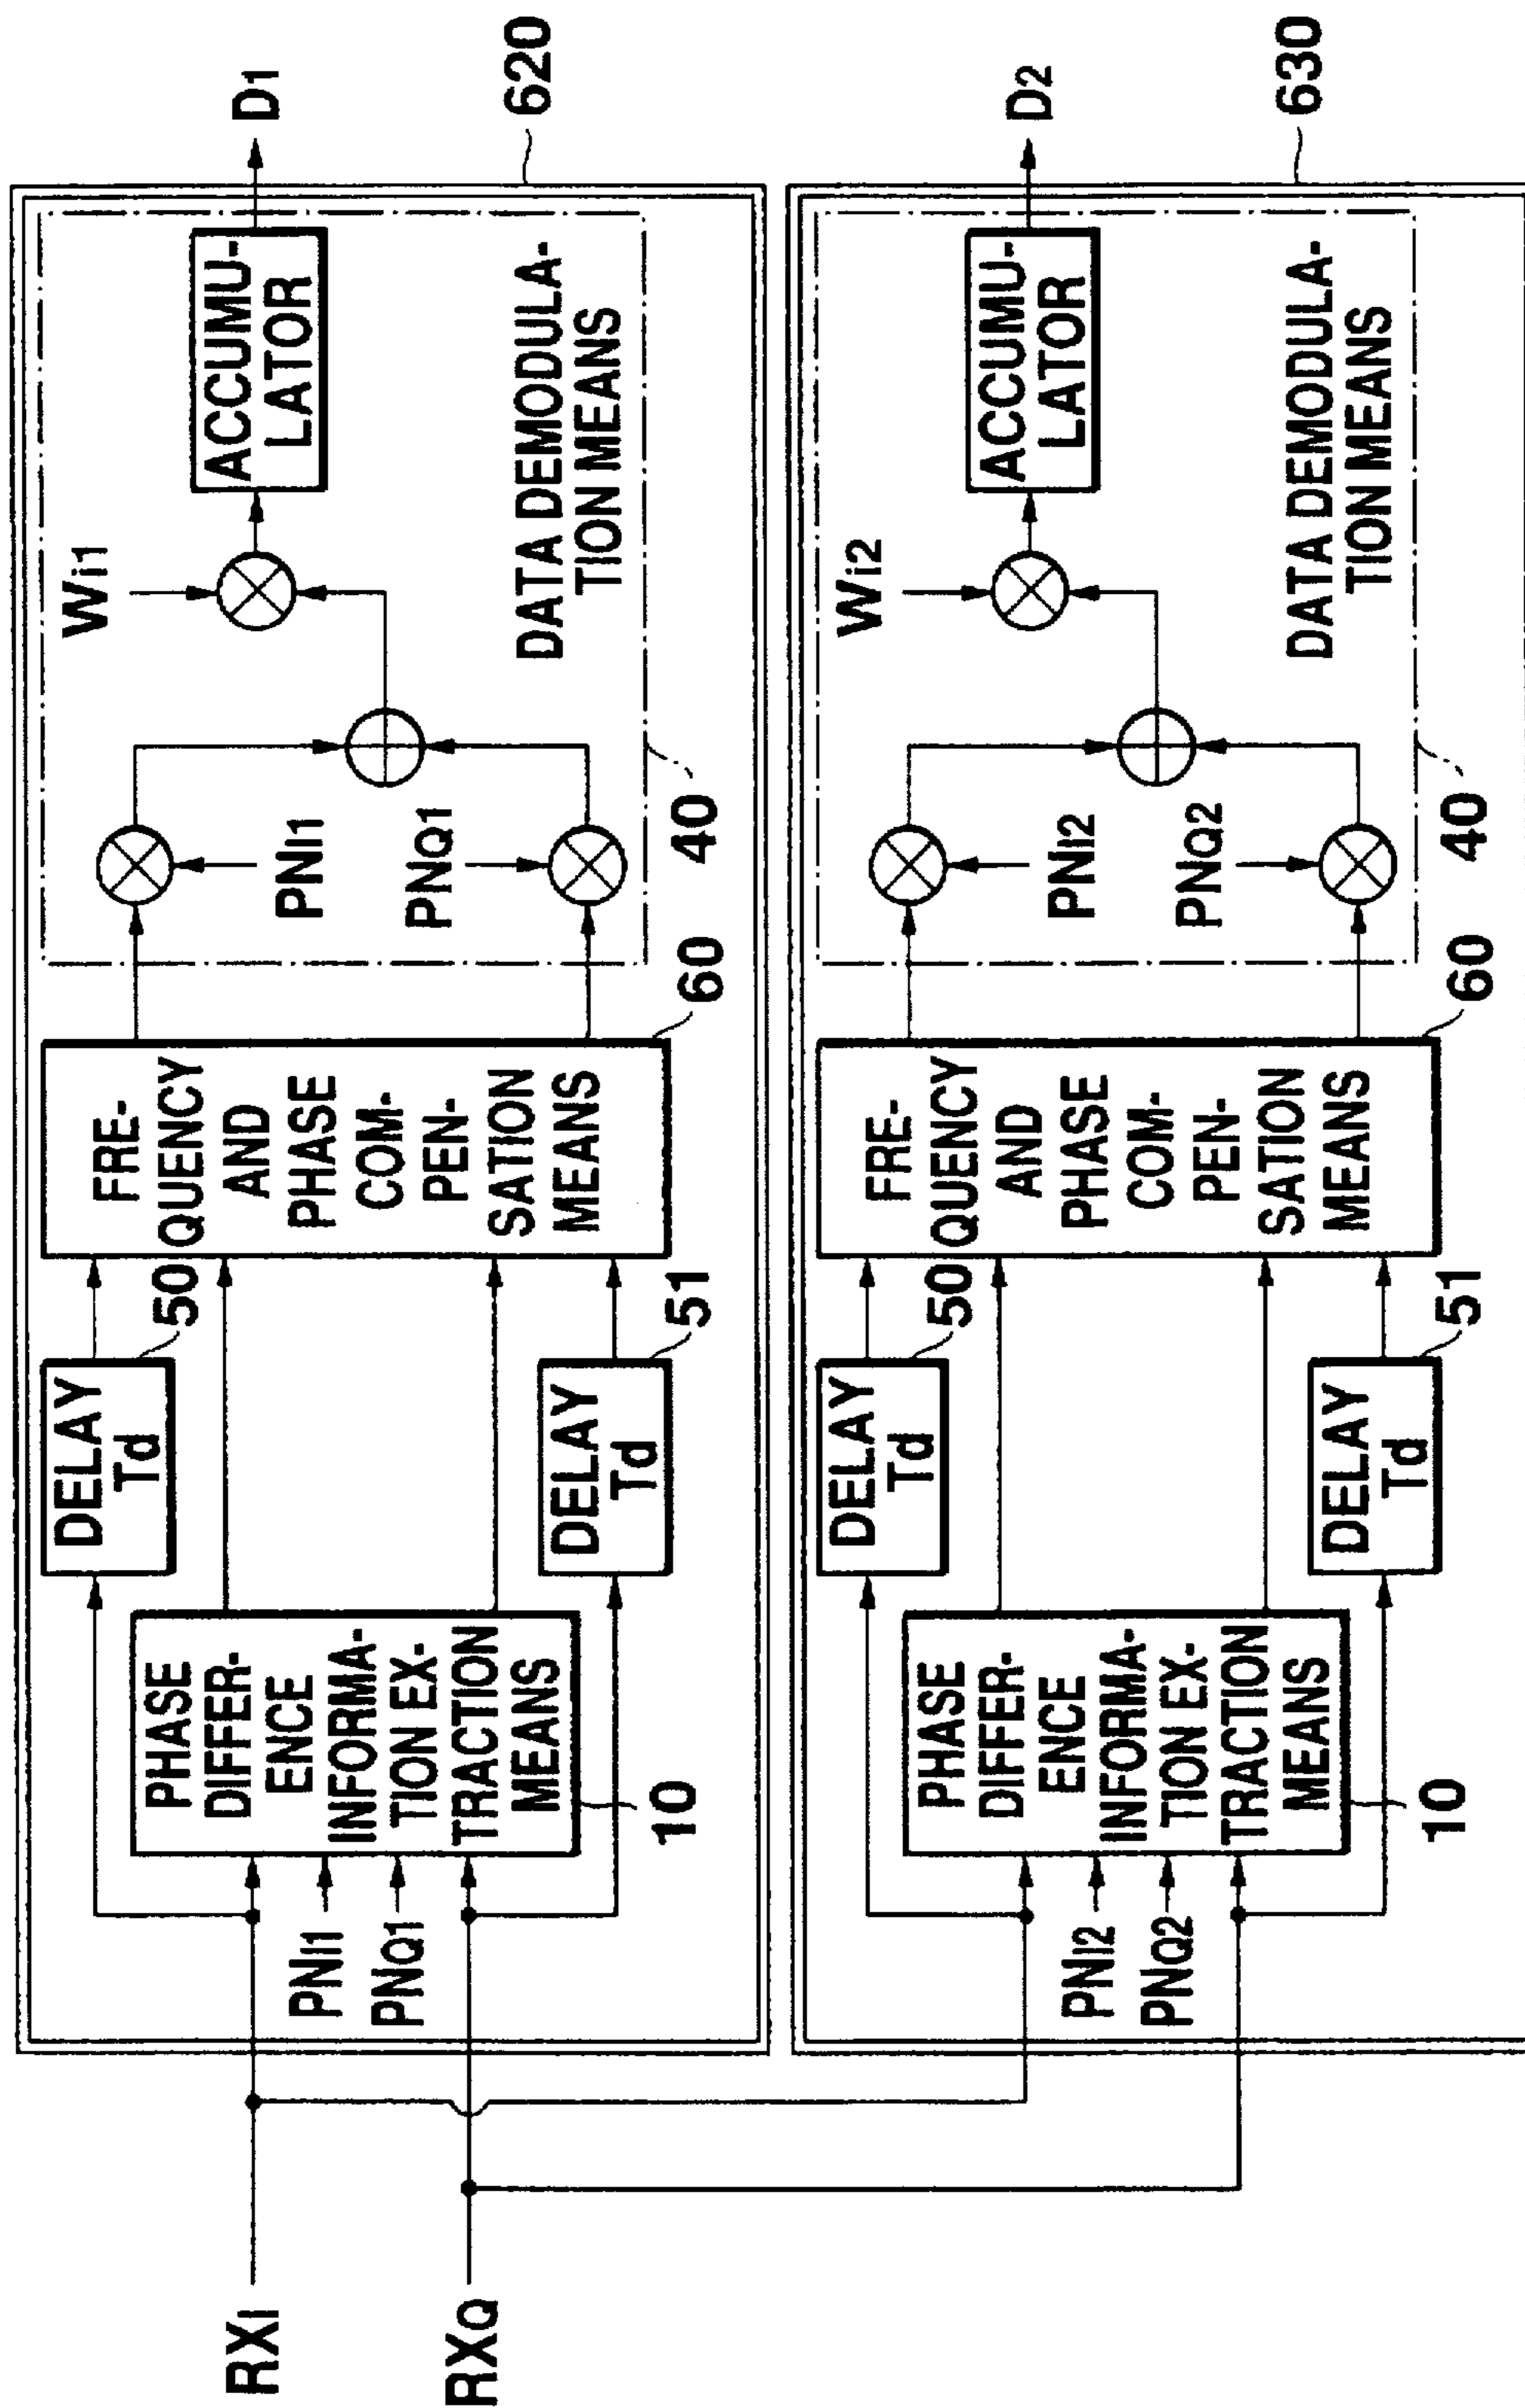 RXI
RXQ
PNI1
PNQ1
PHASE
DIFFER-
ENCE
INFORMA-
TION EX-
TRACTION
MEANS
10
DELAY
Td
50
DELAY
Td
51
FRE-
QUENCY
AND
PHASE
COM-
PEN-
SATION
MEANS
60
PNI1
PNQ1
40
Wi1
ACCUMU-
LATOR
DATA DEMODULA-
TION MEANS
D1
620
PNI2
PNQ2
PHASE
DIFFER-
ENCE
INFORMA-
TION EX-
TRACTION
MEANS
10
DELAY
Td
50
DELAY
Td
51
FRE-
QUENCY
AND
PHASE
COM-
PEN-
SATION
MEANS
60
PNI2
PNQ2
40
Wi2
ACCUMU-
LATOR
DATA DEMODULA-
TION MEANS
D2
630